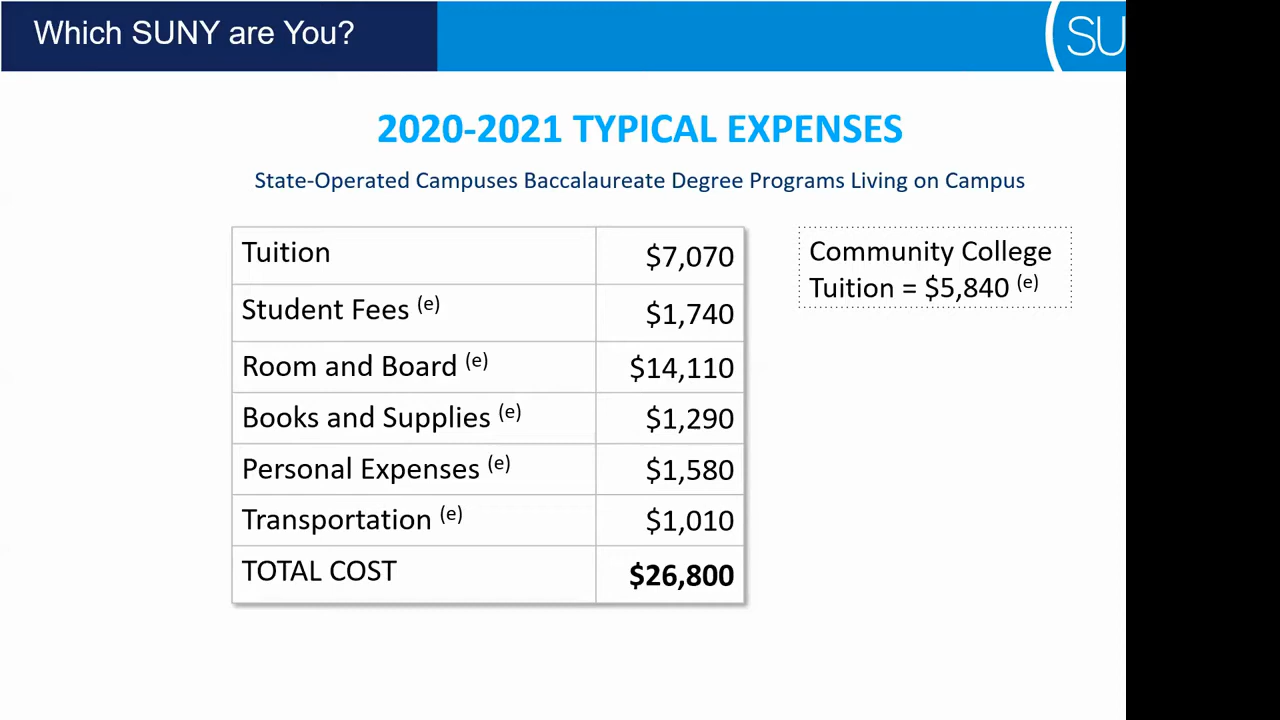 Which SUNY are You?
SU
2020-2021 TYPICAL EXPENSES
State-Operated Campuses Baccalaureate Degree Programs Living on Campus
Tuition $7,070
Student Fees (e) $1,740
Room and Board (e) $14,110
Books and Supplies (e) $1,290
Personal Expenses (e) $1,580
Transportation (e) $1,010
TOTAL COST $26,800
Community College
Tuition = $5,840 (e)